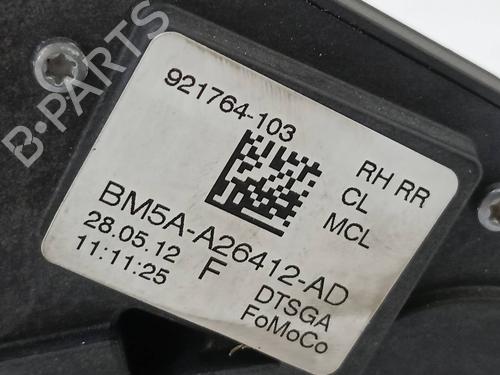 921764-103
RH RR
CL
MCL
BM5A-A26412-AD
28.05.12
F
DTSGA
11:11:25
FoMoCo
B-PARTS